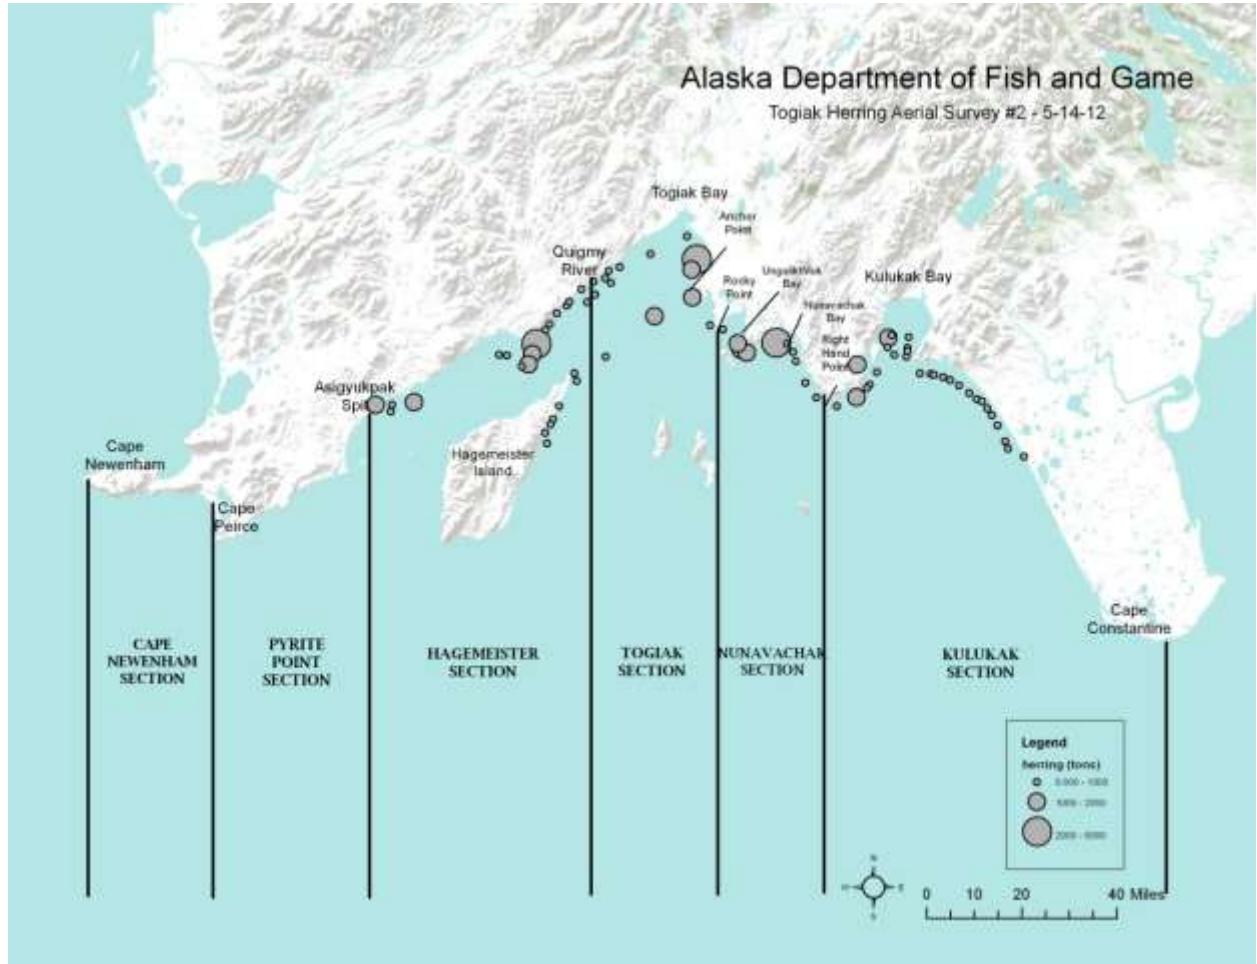 Alaska Department of Fish and Game
Togiak Herring Aerial Survey #2 - 5-14-12
Togiak Bay
Anchor
Point
Quigmy
River
Rocky
Point
Bay
Kulukak Bay
Nunavachak
Bay
Right
Hand
Point
Asigyukpak
Spit
Cape
Newenham
Hagemeister
Island
Cape
Peirce
Cape
Constantine
CAPE
NEWENHAM
SECTION
PYRITE
POINT
SECTION
HAGEMEISTER
SECTION
TOGIAK
SECTION
NUNAVACHAK
SECTION
KULUKAK
SECTION
Legend
herring (tons)
N
E
S
0 10 20 40 Miles